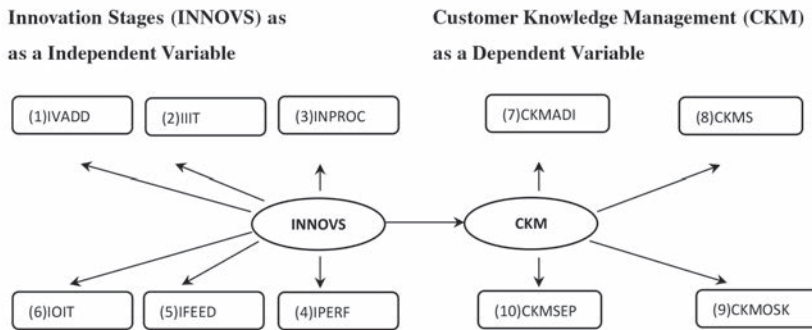 Innovation Stages (INNOVS) as
as a Independent Variable
Customer Knowledge Management (CKM)
as a Dependent Variable
(1)IVADD
(2)IIIT
(3)INPROC
(7)CKMADI
(8)CKMS
INNOVS
CKM
(6)IOIT
(5)IFEED
(4)IPERF
(10)CKMSEP
(9)CKMOSK